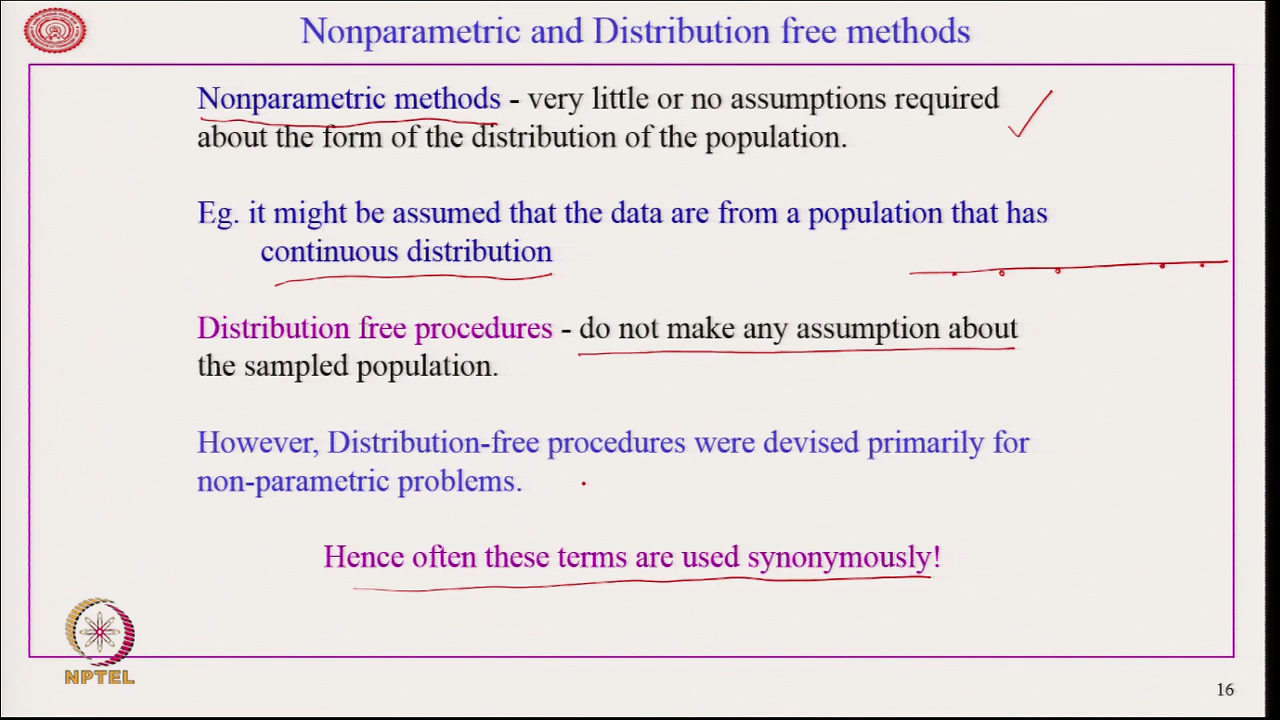 Nonparametric and Distribution free methods
Nonparametric methods - very little or no assumptions required
about the form of the distribution of the population.
Eg. it might be assumed that the data are from a population that has
continuous distribution
Distribution free procedures - do not make any assumption about
the sampled population.
However, Distribution-free procedures were devised primarily for
non-parametric problems.
Hence often these terms are used synonymously!
NPTEL
16